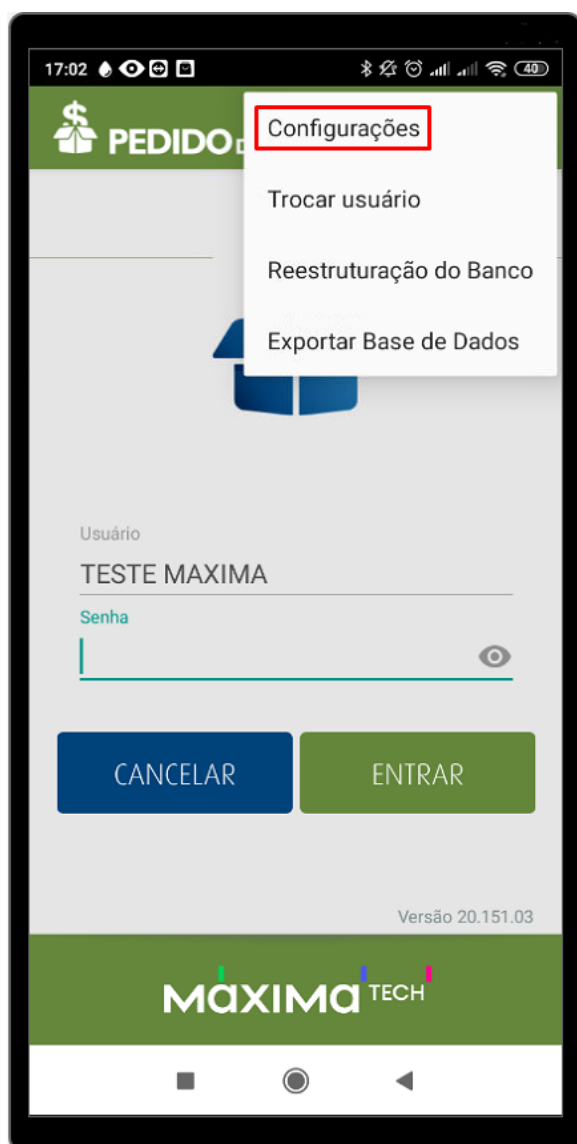 17:02
40
PEDIDO
Configurações
Trocar usuário
Reestruturação do Banco
Exportar Base de Dados
Usuário
TESTE MAXIMA
Senha
CANCELAR
ENTRAR
Versão 20.151.03
MáXIMA TECH